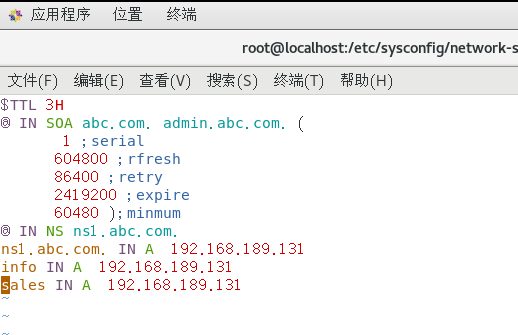 应用程序 位置 终端
root@localhost:/etc/sysconfig/network-s
文件(F) 编辑(E) 查看(V) 搜索(S) 终端(T) 帮助(H)
$TTL 3H
@ IN SOA abc.com. admin.abc.com. (
1 ;serial
604800 ;rfresh
86400 ;retry
2419200 ;expire
60480 );minmum
@ IN NS ns1.abc.com.
ns1.abc.com. IN A 192.168.189.131
info IN A 192.168.189.131
sales IN A 192.168.189.131
~
~
~